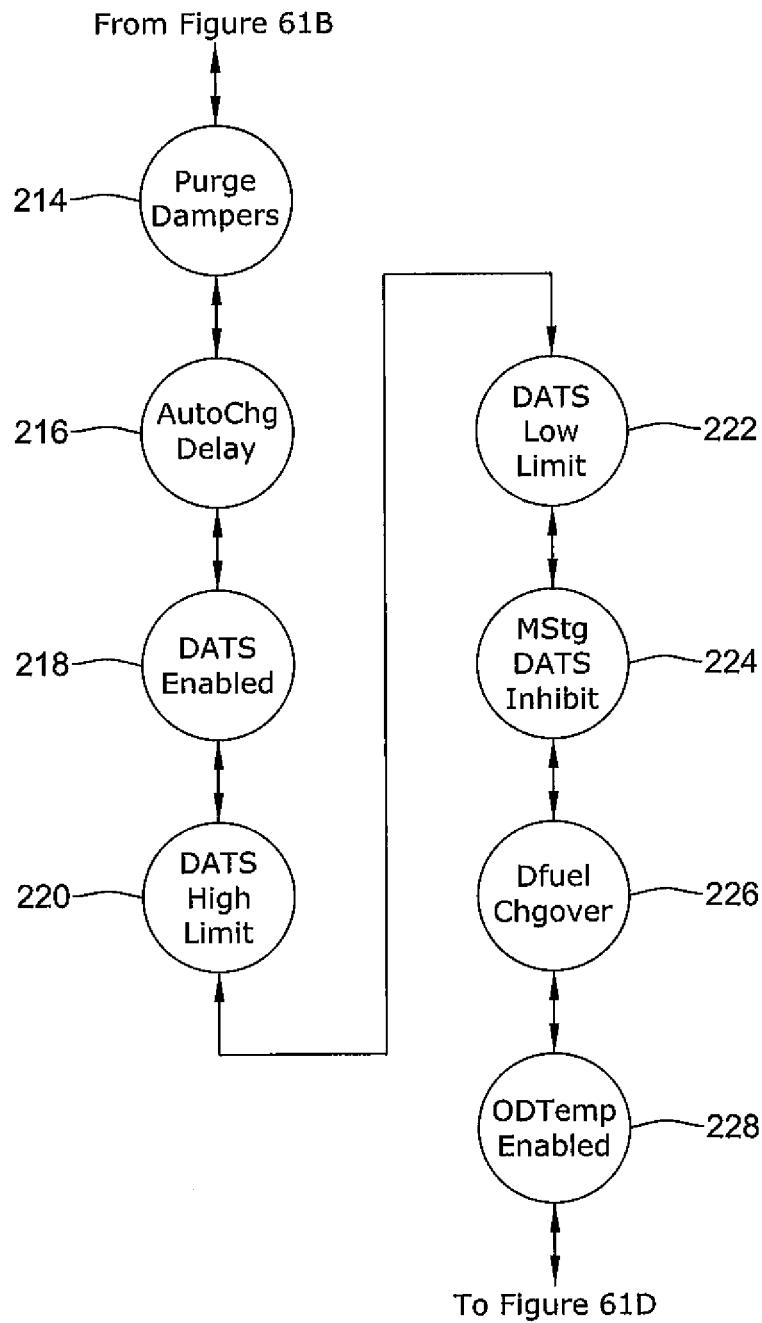 From Figure 61B
214
Purge
Dampers
216
AutoChg
Delay
218
DATS
Enabled
220
DATS
High
Limit
DATS
Low
Limit
222
MStg
DATS
Inhibit
224
Dfuel
Chgover
226
ODTemp
Enabled
228
To Figure 61D